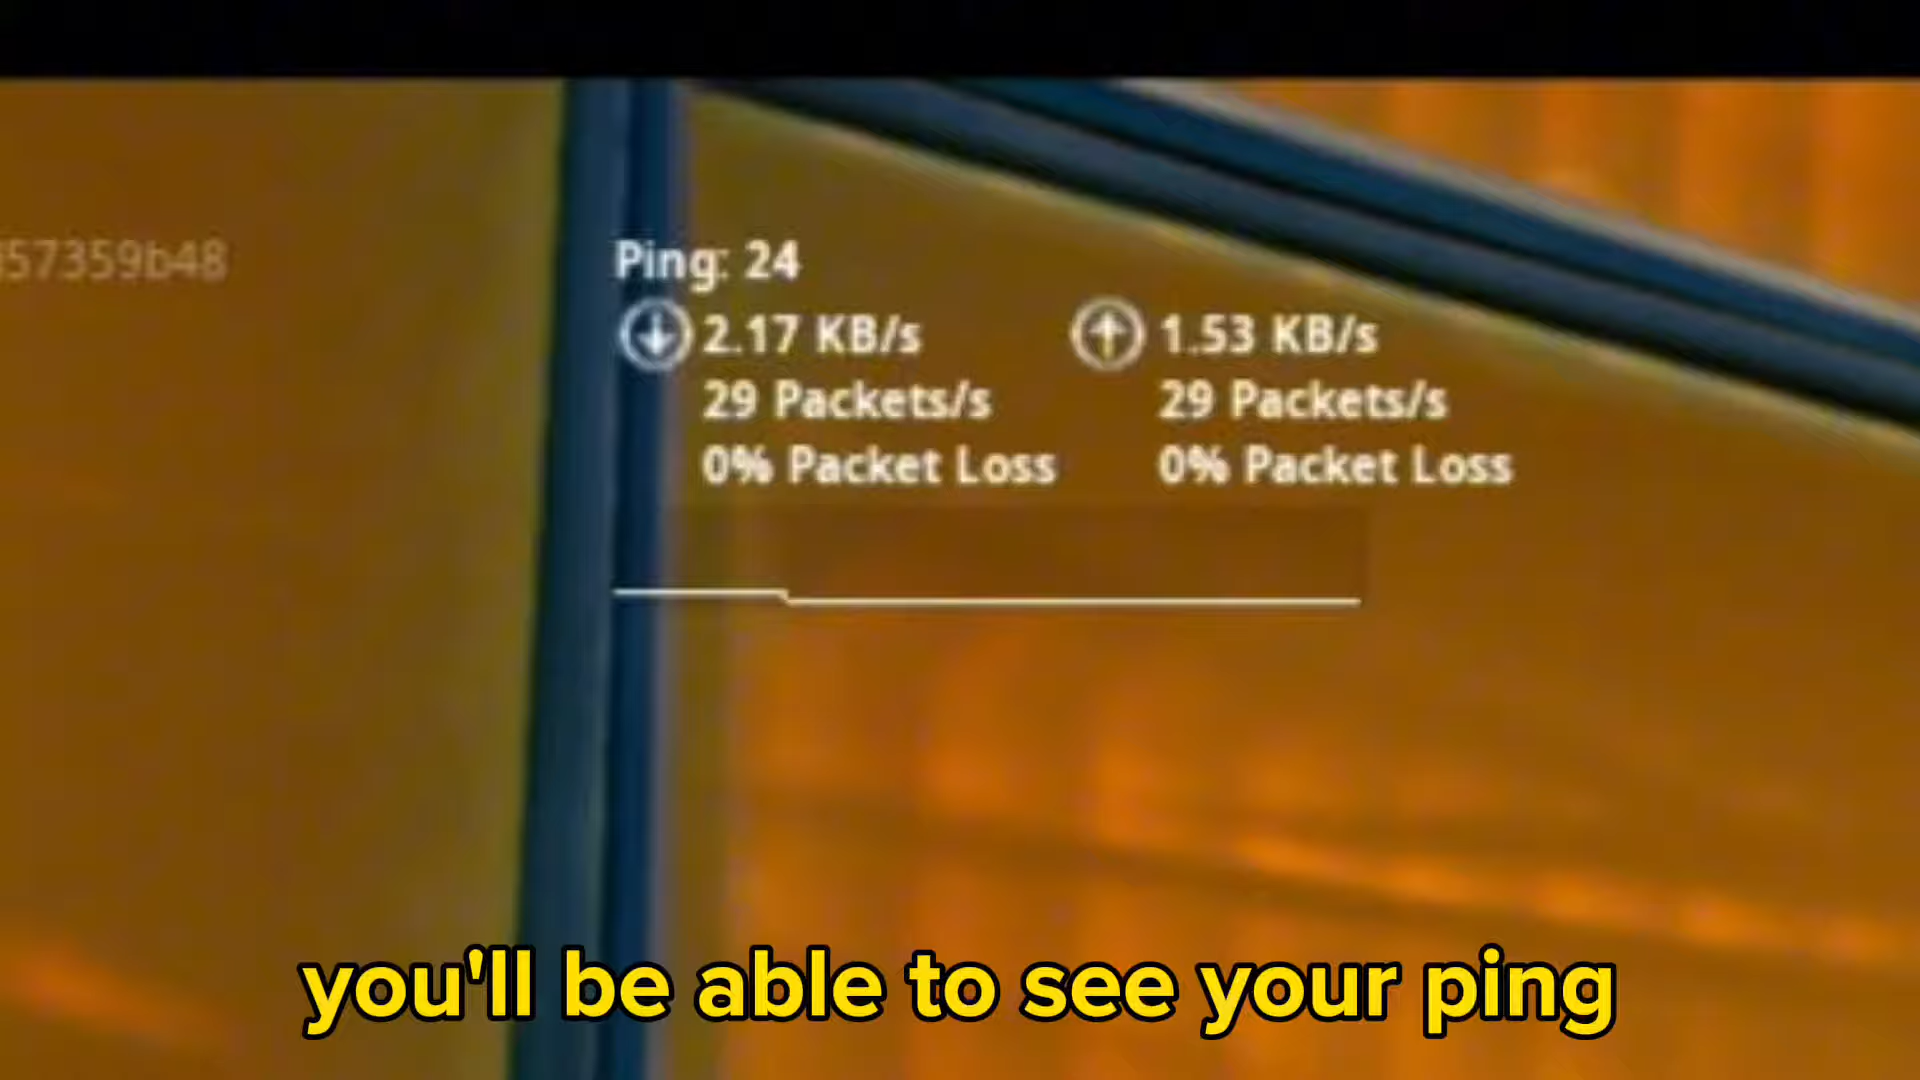 57359b48
Ping: 24
2.17 KB/s 1.53 KB/s
29 Packets/s 29 Packets/s
0% Packet Loss 0% Packet Loss
you'll be able to see your ping